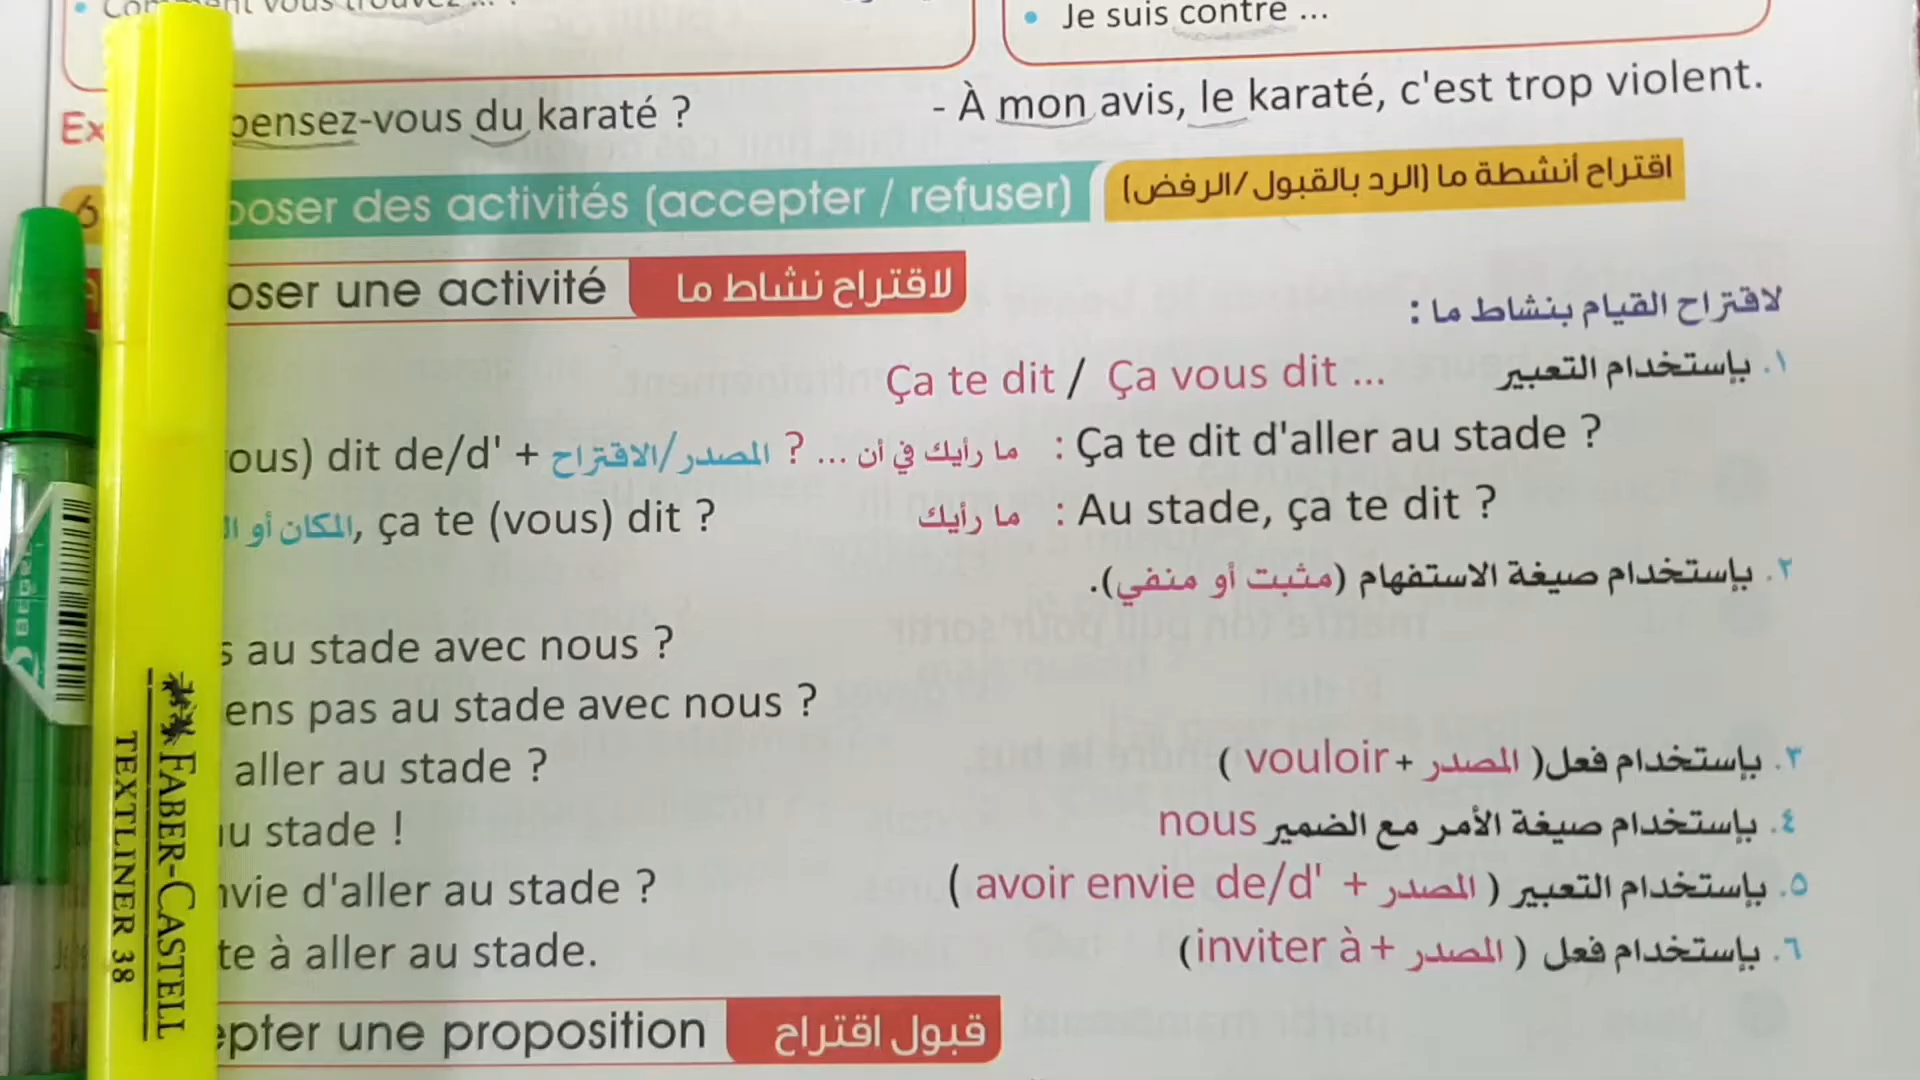 Je suis contre ...
pensez-vous du karaté ?
- À mon avis, le karaté, c'est trop violent.
6
poser des activités (accepter / refuser)
اقتراح أنشطة ما (الرد بالقبول/الرفض)
oser une activité
لاقتراح نشاط ما
لاقتراح القيام بنشاط ما :
١. بإستخدام التعبير Ça te dit / Ça vous dit ...
ous) dit de/d' + المصدر/الاقتراح ? ... ما رأيك في أن : Ça te dit d'aller au stade ?
المكان أو, ça te (vous) dit ? ما رأيك : Au stade, ça te dit ?
٢. بإستخدام صيغة الاستفهام (مثبت أو منفي).
s au stade avec nous ?
ens pas au stade avec nous ?
aller au stade ?
٣. بإستخدام فعل( المصدر + vouloir )
au stade !
٤. بإستخدام صيغة الأمر مع الضمير nous
nvie d'aller au stade ?
٥. بإستخدام التعبير ( المصدر + avoir envie de/d' )
te à aller au stade.
٦. بإستخدام فعل ( المصدر + inviter à)
epter une proposition
قبول اقتراح
FABER-CASTELL
TEXTLINER 38